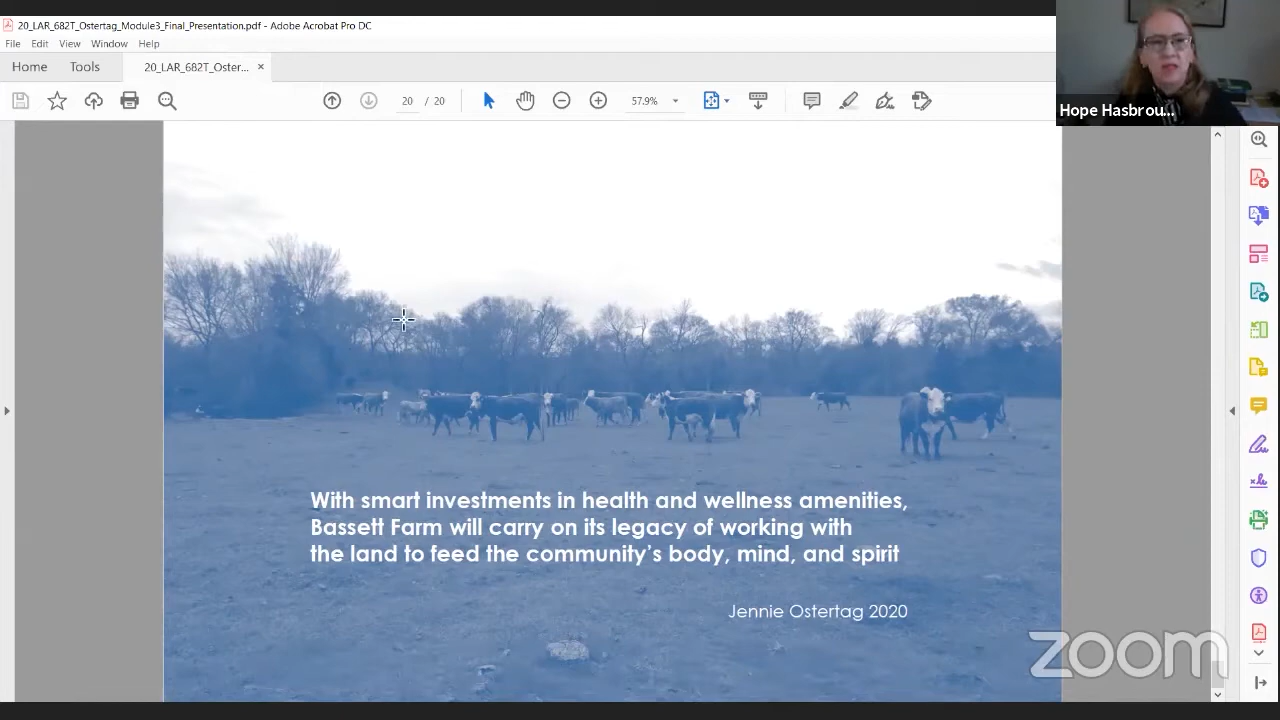 20_LAR_682T_Ostertag_Module3_Final_Presentation.pdf - Adobe Acrobat Pro DC
File Edit View Window Help
Home Tools 20_LAR_682T_Oster... ×
20 / 20 57.9%
Hope Hasbrou...
With smart investments in health and wellness amenities,
Bassett Farm will carry on its legacy of working with
the land to feed the community's body, mind, and spirit
Jennie Ostertag 2020
zoom